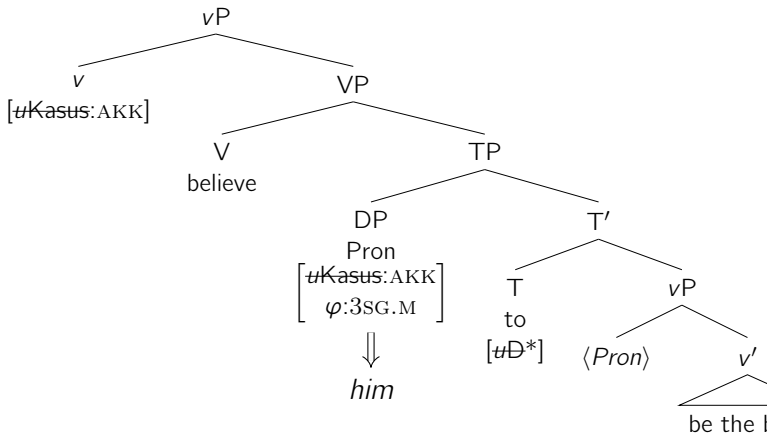 vP
v
[uKasus:AKK]
VP
V
believe
TP
DP
Pron
[uKasus:AKK
φ:3SG.M]
him
T′
T
to
[uD*]
vP
⟨Pron⟩
v′
be the b